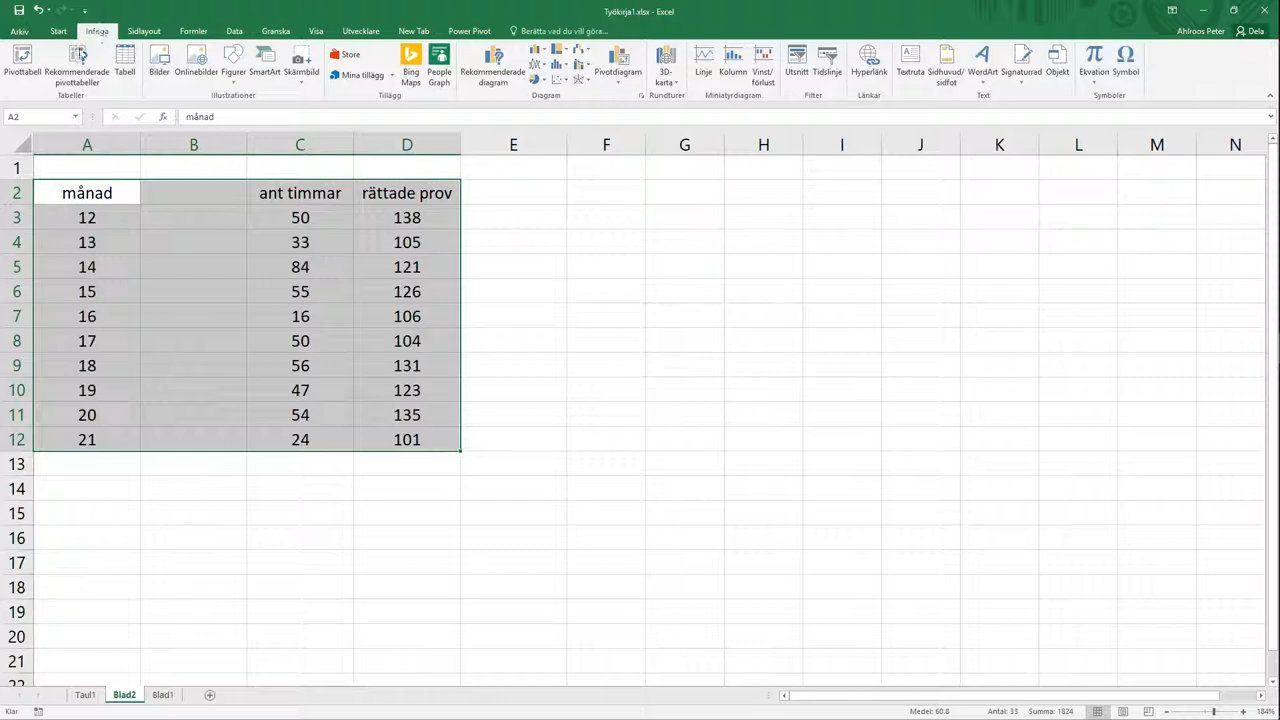 Työkirja1.xlsx - Excel
Arkiv Start Infoga Sidlayout Formler Data Granska Visa Utvecklare New Tab Power Pivot Berätta vad du vill göra... Ahlroos Peter Dela
Pivottabell Rekommenderade pivottabeller Tabell Bilder Onlinebilder Figurer SmartArt Skärmbild Store Mina tillägg Bing Maps People Graph Rekommenderade diagram Pivotdiagram 3D-karta Linje Kolumn Vinst/förlust Utsnitt Tidslinje Hyperlänk Textruta Sidhuvud/sidfot WordArt Signaturrad Objekt Ekvation Symbol
Tabeller Illustrationer Tillägg Diagram Rundturer Miniatyrdiagram Filter Länkar Text Symboler
A2 fx månad
A B C D E F G H I J K L M N
1
2 månad ant timmar rättade prov
3 12 50 138
4 13 33 105
5 14 84 121
6 15 55 126
7 16 16 106
8 17 50 104
9 18 56 131
10 19 47 123
11 20 54 135
12 21 24 101
13
14
15
16
17
18
19
20
21
22
Taul1 Blad2 Blad1
Klar Medel: 60.8 Antal: 33 Summa: 1824 184%